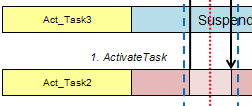 Act_Task3 Suspend
1. ActivateTask
Act_Task2